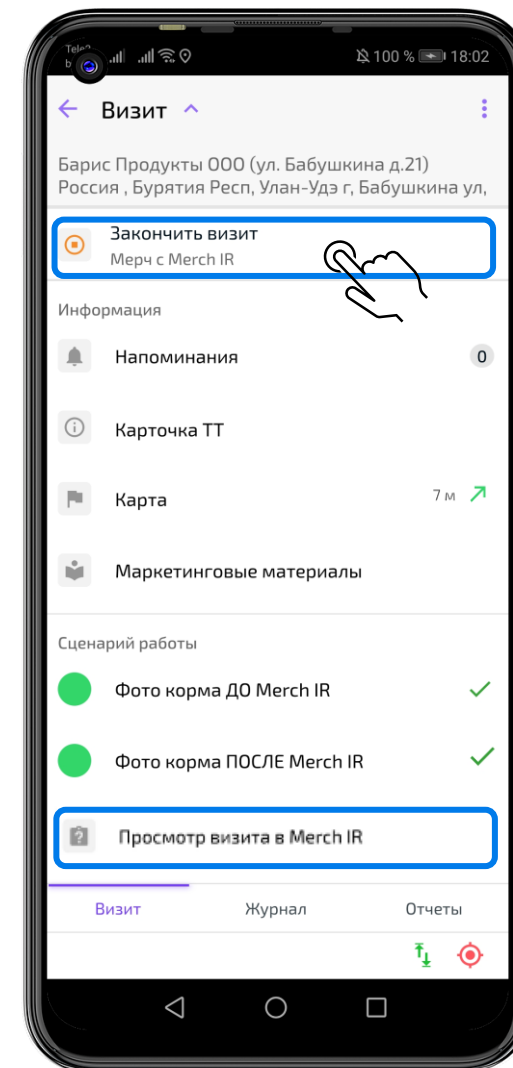 Tele2
100 % 18:02
Визит
Барис Продукты ООО (ул. Бабушкина д.21)
Россия , Бурятия Респ, Улан-Удэ г, Бабушкина ул,
Закончить визит
Мерч с Merch IR
Информация
Напоминания 0
Карточка ТТ
Карта 7 м
Маркетинговые материалы
Сценарий работы
Фото корма ДО Merch IR
Фото корма ПОСЛЕ Merch IR
Просмотр визита в Merch IR
Визит Журнал Отчеты